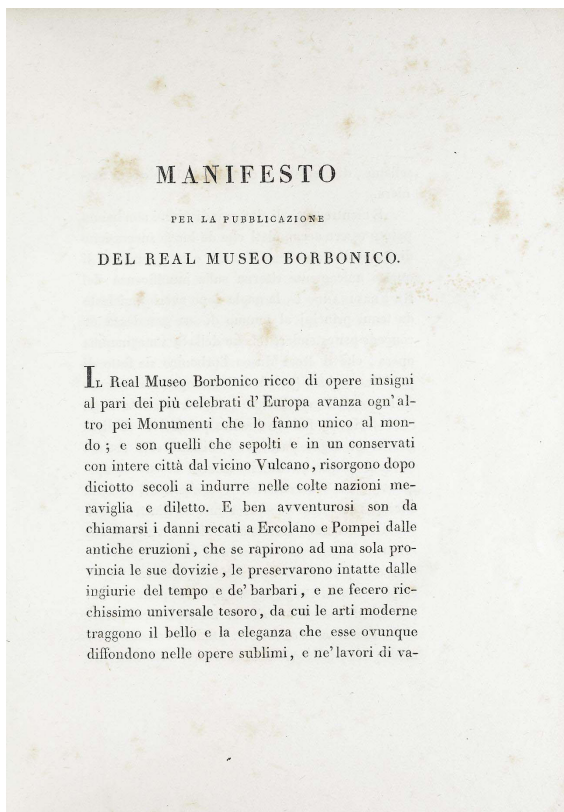 MANIFESTO
PER LA PUBBLICAZIONE
DEL REAL MUSEO BORBONICO.
IL Real Museo Borbonico ricco di opere insigni
al pari dei più celebrati d' Europa avanza ogn' al-
tro pei Monumenti che lo fanno unico al mon-
do ; e son quelli che sepolti e in un conservati
con intere città dal vicino Vulcano , risorgono dopo
diciotto secoli a indurre nelle colte nazioni me-
raviglia e diletto. E ben avventurosi son da
chiamarsi i danni recati a Ercolano e Pompei dalle
antiche eruzioni , che se rapirono ad una sola pro-
vincia le sue dovizie , le preservarono intatte dalle
ingiurie del tempo e de' barbari , e ne fecero ric-
chissimo universale tesoro , da cui le arti moderne
traggono il bello e la eleganza che esse ovunque
diffondono nelle opere sublimi , e ne' lavori di va-